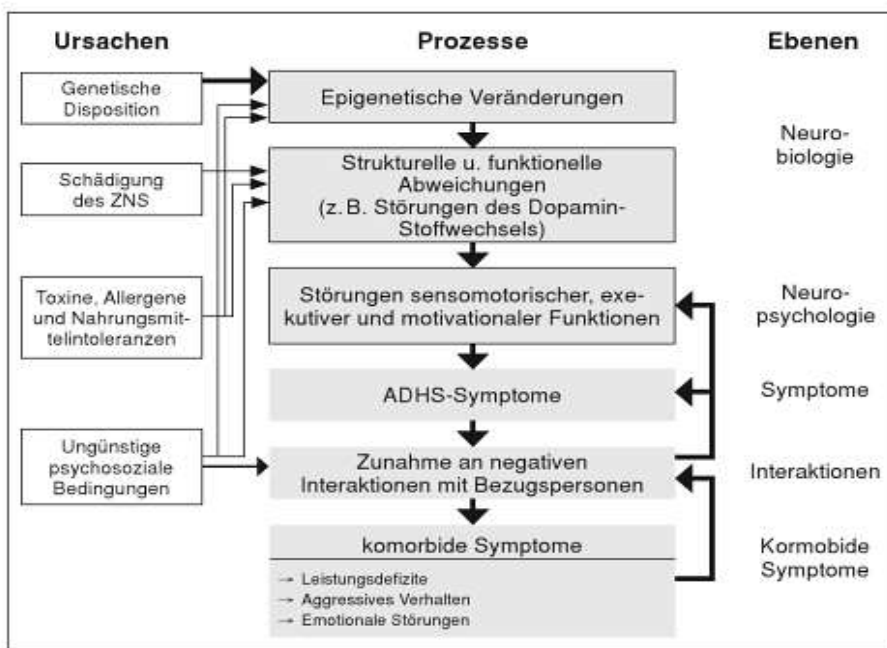 Ursachen
Prozesse
Ebenen
Genetische
Disposition
Epigenetische Veränderungen
Neuro-
biologie
Schädigung
des ZNS
Strukturelle u. funktionelle
Abweichungen
(z. B. Störungen des Dopamin-
Stoffwechsels)
Toxine, Allergene
und Nahrungsmit-
telintoleranzen
Störungen sensomotorischer, exe-
kutiver und motivationaler Funktionen
Neuro-
psychologie
ADHS-Symptome
Symptome
Ungünstige
psychosoziale
Bedingungen
Zunahme an negativen
Interaktionen mit Bezugspersonen
Interaktionen
komorbide Symptome
→ Leistungsdefizite
→ Aggressives Verhalten
→ Emotionale Störungen
Kormobide
Symptome